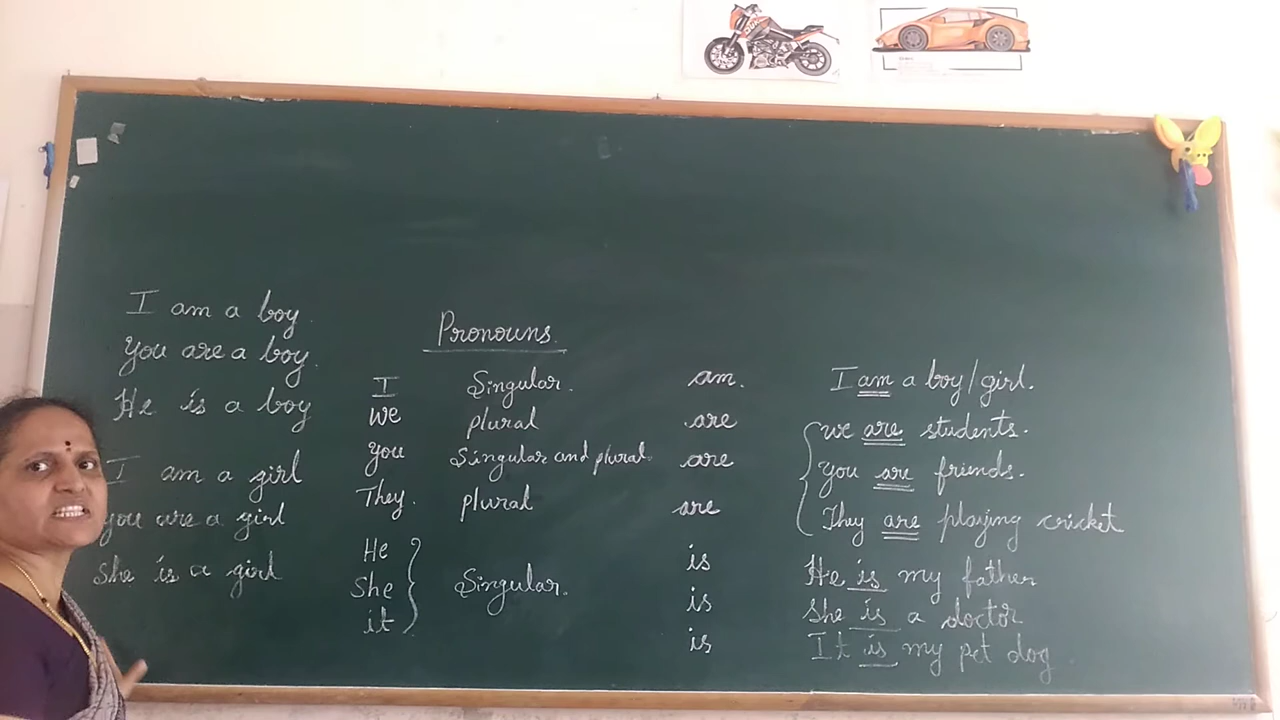 I am a boy.
You are a boy.
He is a boy
I am a girl
you are a girl
She is a girl
Pronouns.
I Singular. am.
we plural are
you Singular and plural. are
They. plural are
He is
She Singular. is
it is
I am a boy/girl.
we are students.
you are friends.
They are playing cricket
He is my father
She is a doctor
It is my pet dog